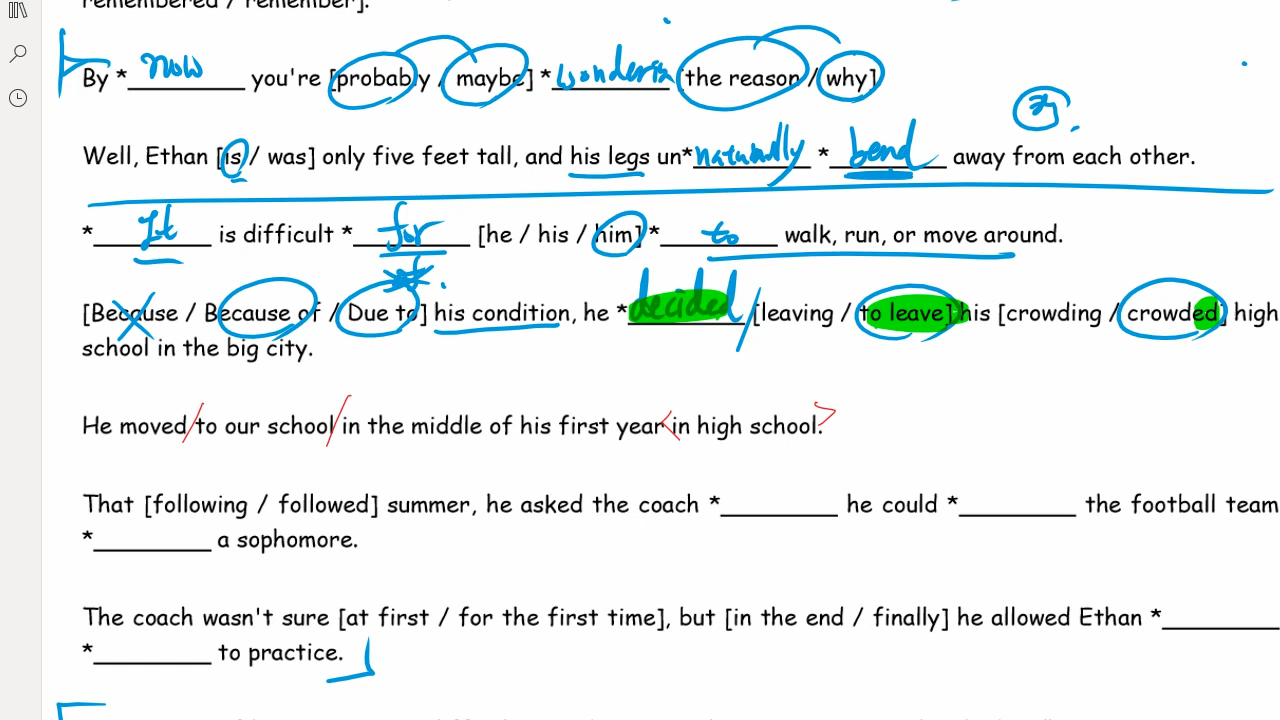 remembered / remember].
By * now you're [probably / maybe] * wonderin [the reason / why]
Well, Ethan [is / was] only five feet tall, and his legs un* naturally * bend away from each other.
* It is difficult * for [he / his / him] * to walk, run, or move around.
of.
[Because / Because of / Due to] his condition, he * decided [leaving / to leave] his [crowding / crowded] high
school in the big city.
He moved to our school in the middle of his first year in high school.
That [following / followed] summer, he asked the coach *_________ he could *_________ the football team
*_________ a sophomore.
The coach wasn't sure [at first / for the first time], but [in the end / finally] he allowed Ethan *_________
*_________ to practice.